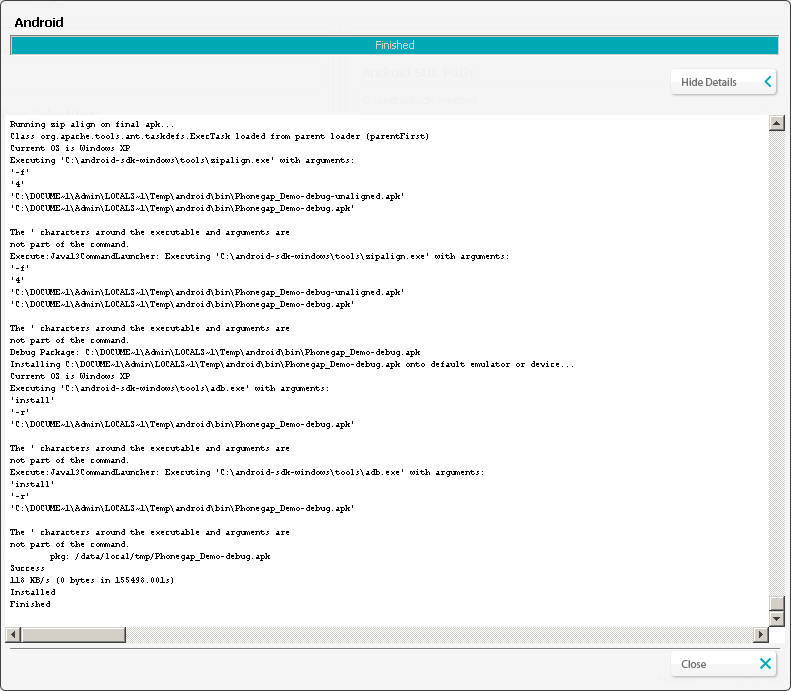 Android
Finished
Android SDK Path
Hide Details
Running zip align on final apk...
Class org.apache.tools.ant.taskdefs.ExecTask loaded from parent loader (parentFirst)
Current OS is Windows XP
Executing 'C:\android-sdk-windows\tools\zipalign.exe' with arguments:
'-f'
'4'
'C:\DOCUME~1\Admin\LOCALS~1\Temp\android\bin\Phonegap_Demo-debug-unaligned.apk'
'C:\DOCUME~1\Admin\LOCALS~1\Temp\android\bin\Phonegap_Demo-debug.apk'
The ' characters around the executable and arguments are
not part of the command.
Execute:Java13CommandLauncher: Executing 'C:\android-sdk-windows\tools\zipalign.exe' with arguments:
'-f'
'4'
'C:\DOCUME~1\Admin\LOCALS~1\Temp\android\bin\Phonegap_Demo-debug-unaligned.apk'
'C:\DOCUME~1\Admin\LOCALS~1\Temp\android\bin\Phonegap_Demo-debug.apk'
The ' characters around the executable and arguments are
not part of the command.
Debug Package: C:\DOCUME~1\Admin\LOCALS~1\Temp\android\bin\Phonegap_Demo-debug.apk
Installing C:\DOCUME~1\Admin\LOCALS~1\Temp\android\bin\Phonegap_Demo-debug.apk onto default emulator or device...
Current OS is Windows XP
Executing 'C:\android-sdk-windows\tools\adb.exe' with arguments:
'install'
'-r'
'C:\DOCUME~1\Admin\LOCALS~1\Temp\android\bin\Phonegap_Demo-debug.apk'
The ' characters around the executable and arguments are
not part of the command.
Execute:Java13CommandLauncher: Executing 'C:\android-sdk-windows\tools\adb.exe' with arguments:
'install'
'-r'
'C:\DOCUME~1\Admin\LOCALS~1\Temp\android\bin\Phonegap_Demo-debug.apk'
The ' characters around the executable and arguments are
not part of the command.
pkg: /data/local/tmp/Phonegap_Demo-debug.apk
Success
118 KB/s (0 bytes in 155498.001s)
Installed
Finished
Close